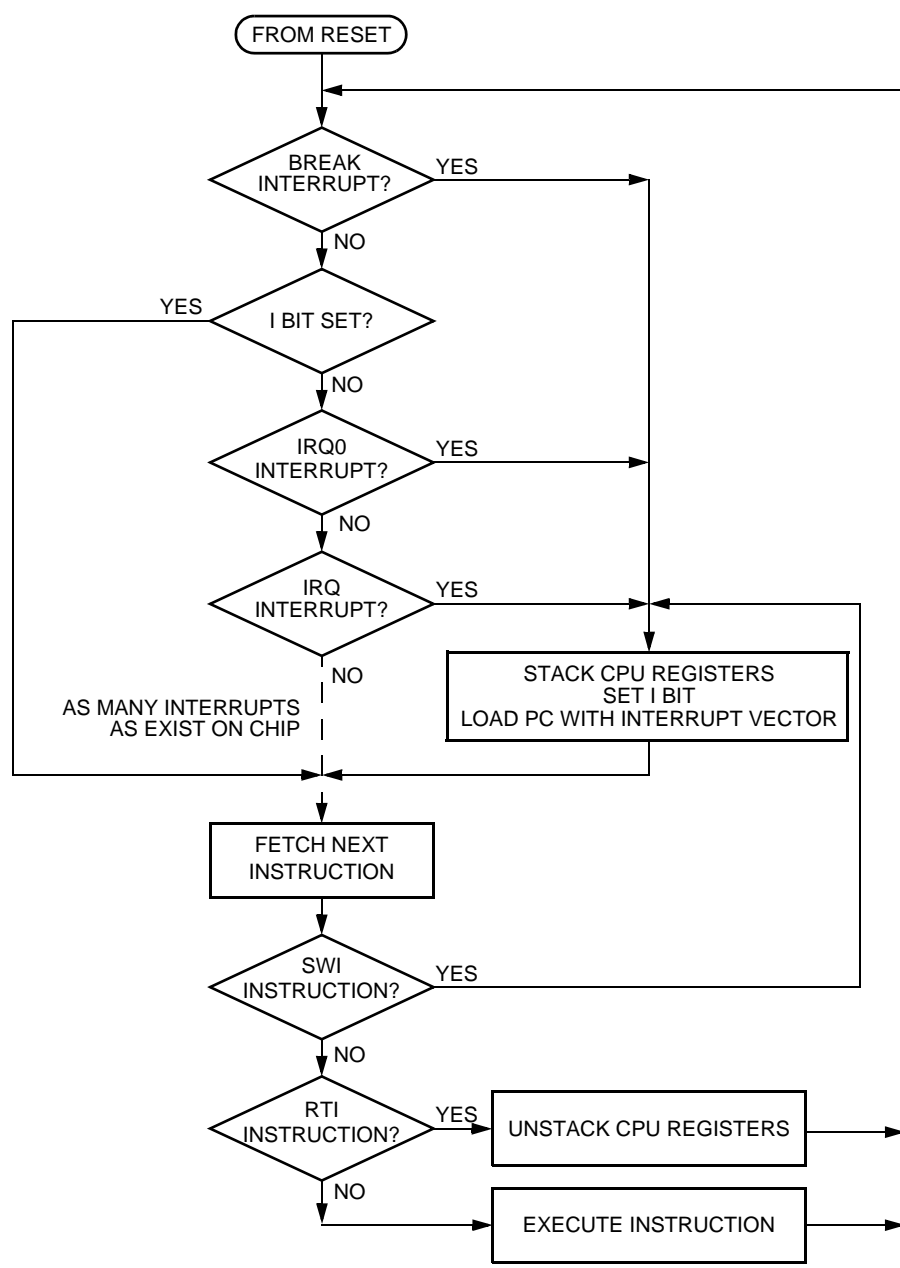 FROM RESET
BREAK
INTERRUPT?
YES
NO
YES
I BIT SET?
NO
IRQ0
INTERRUPT?
YES
NO
IRQ
INTERRUPT?
YES
NO
STACK CPU REGISTERS
SET I BIT
LOAD PC WITH INTERRUPT VECTOR
AS MANY INTERRUPTS
AS EXIST ON CHIP
FETCH NEXT
INSTRUCTION
SWI
INSTRUCTION?
YES
NO
RTI
INSTRUCTION?
YES
UNSTACK CPU REGISTERS
NO
EXECUTE INSTRUCTION